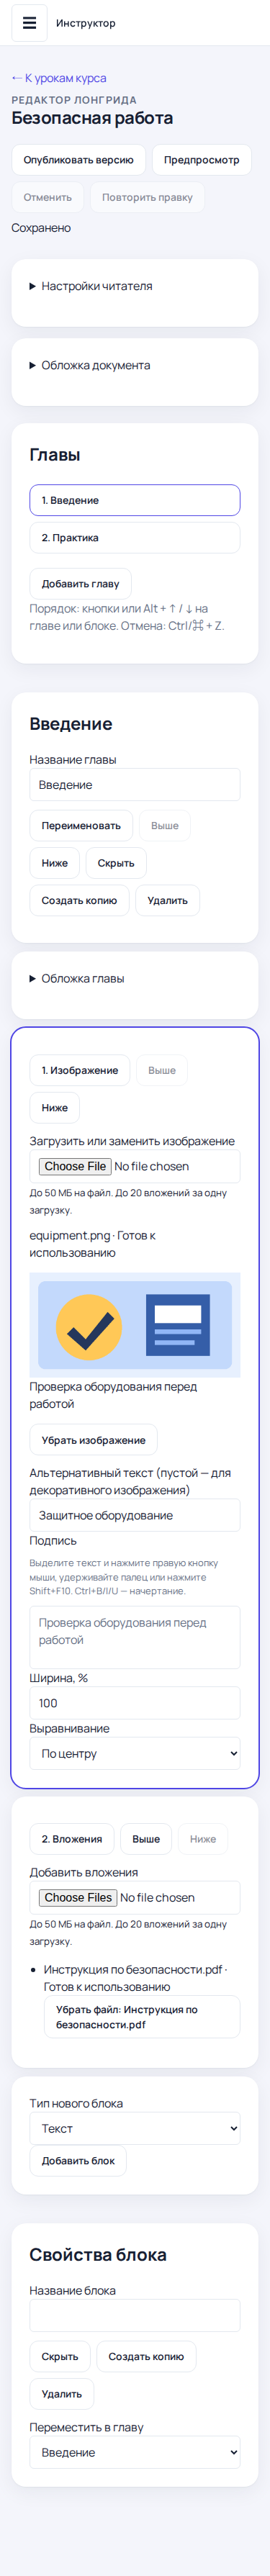 Инструктор
← К урокам курса
РЕДАКТОР ЛОНГРИДА
Безопасная работа
Опубликовать версию Предпросмотр
Отменить Повторить правку
Сохранено
▶ Настройки читателя
▶ Обложка документа
Главы
1. Введение
2. Практика
Добавить главу
Порядок: кнопки или Alt + ↑ / ↓ на
главе или блоке. Отмена: Ctrl/⌘ + Z.
Введение
Название главы
Введение
Переименовать Выше
Ниже Скрыть
Создать копию Удалить
▶ Обложка главы
1. Изображение Выше
Ниже
Загрузить или заменить изображение
Choose File No file chosen
До 50 МБ на файл. До 20 вложений за одну
загрузку.
equipment.png · Готов к
использованию
Проверка оборудования перед
работой
Убрать изображение
Альтернативный текст (пустой — для
декоративного изображения)
Защитное оборудование
Подпись
Выделите текст и нажмите правую кнопку
мыши, удерживайте палец или нажмите
Shift+F10. Ctrl+B/I/U — начертание.
Проверка оборудования перед
работой
Ширина, %
100
Выравнивание
По центру
2. Вложения Выше Ниже
Добавить вложения
Choose Files No file chosen
До 50 МБ на файл. До 20 вложений за одну
загрузку.
• Инструкция по безопасности.pdf ·
Готов к использованию
Убрать файл: Инструкция по
безопасности.pdf
Тип нового блока
Текст
Добавить блок
Свойства блока
Название блока
Скрыть Создать копию
Удалить
Переместить в главу
Введение